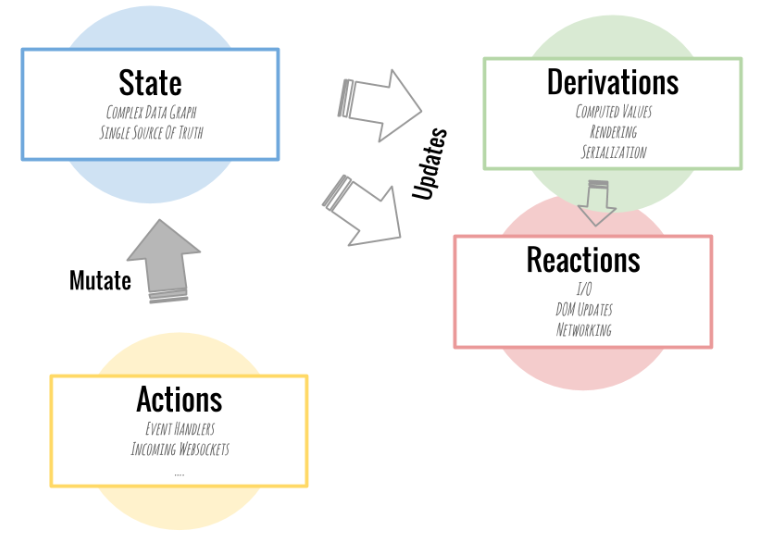 State
Complex Data Graph
Single Source Of Truth
Derivations
Computed Values
Rendering
Serialization
Updates
Reactions
I/O
DOM Updates
Networking
Mutate
Actions
Event Handlers
Incoming Websockets
....